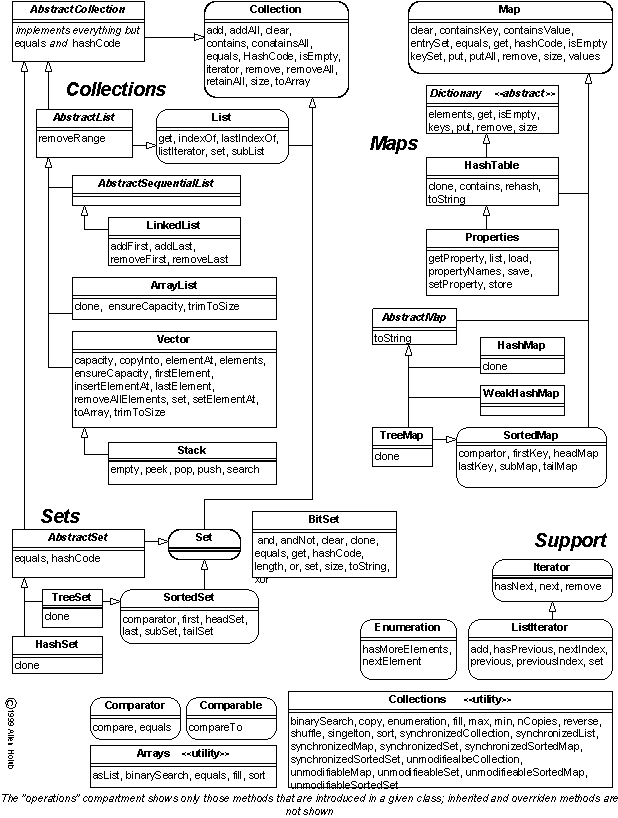 AbstractCollection
implements everything but
equals and hashCode
Collection
add, addAll, clear,
contains, conatainsAll,
equals, HashCode, isEmpty,
iterator, remove, removeAll,
retainAll, size, toArray
Map
clear, containsKey, containsValue,
entrySet, equals, get, hashCode, isEmpty
keySet, put, putAll, remove, size, values
Collections
AbstractList
removeRange
List
get, indexOf, lastIndexOf,
listIterator, set, subList
Maps
Dictionary «abstract»
elements, get, isEmpty,
keys, put, remove, size
HashTable
clone, contains, rehash,
toString
Properties
getProperty, list, load,
propertyNames, save,
setProperty, store
AbstractSequentialList
LinkedList
addFirst, addLast,
removeFirst, removeLast
ArrayList
clone, ensureCapacity, trimToSize
Vector
capacity, copyInto, elementAt, elements,
ensureCapacity, firstElement,
insertElementAt, lastElement,
removeAllElements, set, setElementAt,
toArray, trimToSize
Stack
empty, peek, pop, push, search
AbstractMap
toString
HashMap
clone
WeakHashMap
TreeMap
clone
SortedMap
compartor, firstKey, headMap
lastKey, subMap, tailMap
Sets
AbstractSet
equals, hashCode
Set
BitSet
and, andNot, clear, clone,
equals, get, hashCode,
length, or, set, size, toString,
xor
TreeSet
clone
SortedSet
comparator, first, headSet,
last, subSet, tailSet
HashSet
clone
Support
Iterator
hasNext, next, remove
Enumeration
hasMoreElements,
nextElement
ListIterator
add, hasPrevious, nextIndex,
previous, previousIndex, set
©1999 Allen Holub
Comparator
compare, equals
Comparable
compareTo
Arrays «utility»
asList, binarySearch, equals, fill, sort
Collections «utility»
binarySearch, copy, enumeration, fill, max, min, nCopies, reverse,
shuffle, singelton, sort, synchronizedCollection, synchronizedList,
synchronizedMap, synchronizedSet, synchronizedSortedMap,
synchronizedSortedSet, unmodifiealbeCollection,
unmodifiableMap, unmodifieableSet, unmodifieableSortedMap,
unmodifiableSortedSet
The "operations" compartment shows only those methods that are introduced in a given class; inherited and overriden methods are
not shown